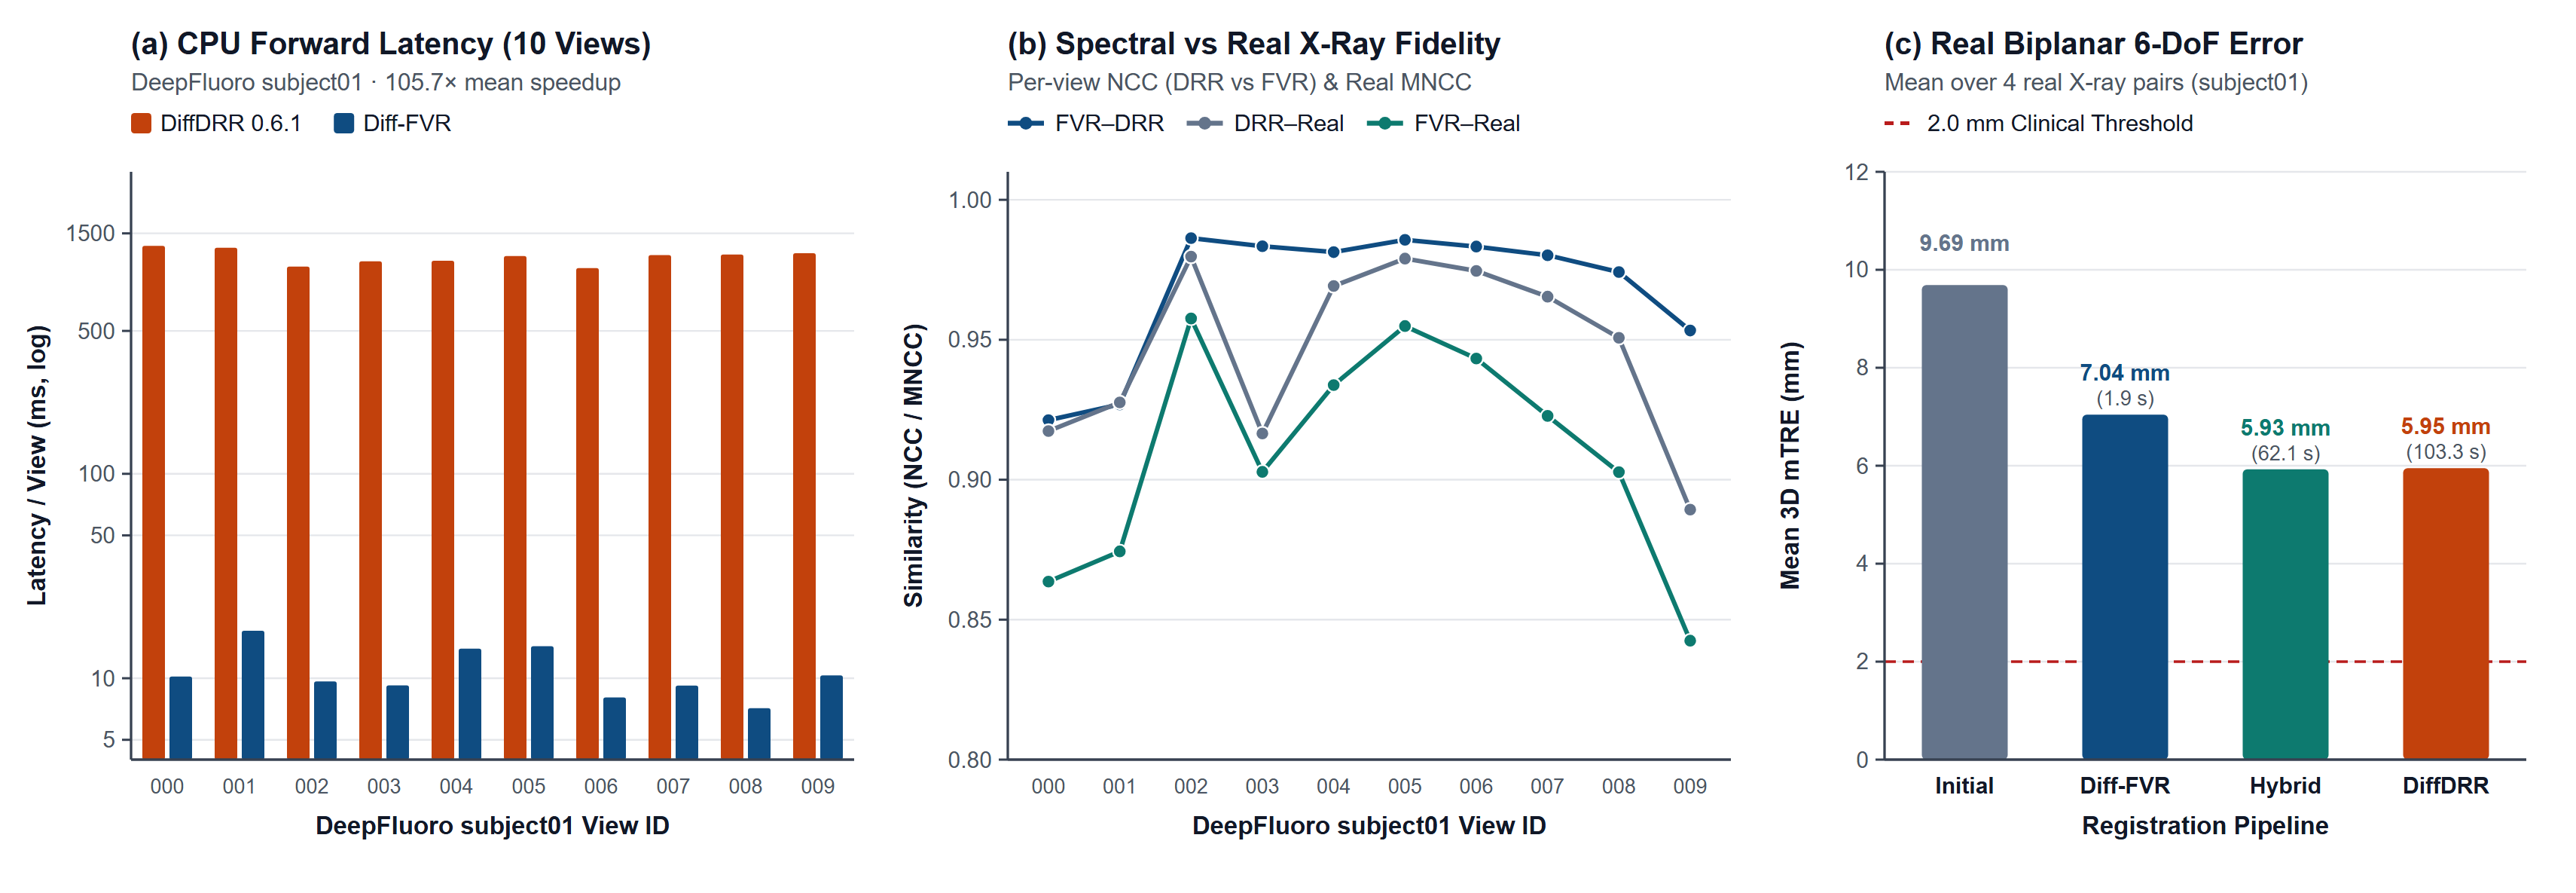 (a) CPU Forward Latency (10 Views)
DeepFluoro subject01 · 105.7× mean speedup
DiffDRR 0.6.1 Diff-FVR
Latency / View (ms, log)
1500
500
100
50
10
5
000 001 002 003 004 005 006 007 008 009
DeepFluoro subject01 View ID
(b) Spectral vs Real X-Ray Fidelity
Per-view NCC (DRR vs FVR) & Real MNCC
FVR–DRR DRR–Real FVR–Real
Similarity (NCC / MNCC)
1.00
0.95
0.90
0.85
0.80
000 001 002 003 004 005 006 007 008 009
DeepFluoro subject01 View ID
(c) Real Biplanar 6-DoF Error
Mean over 4 real X-ray pairs (subject01)
2.0 mm Clinical Threshold
Mean 3D mTRE (mm)
12
10
8
6
4
2
0
9.69 mm
7.04 mm
(1.9 s)
5.93 mm
(62.1 s)
5.95 mm
(103.3 s)
Initial Diff-FVR Hybrid DiffDRR
Registration Pipeline